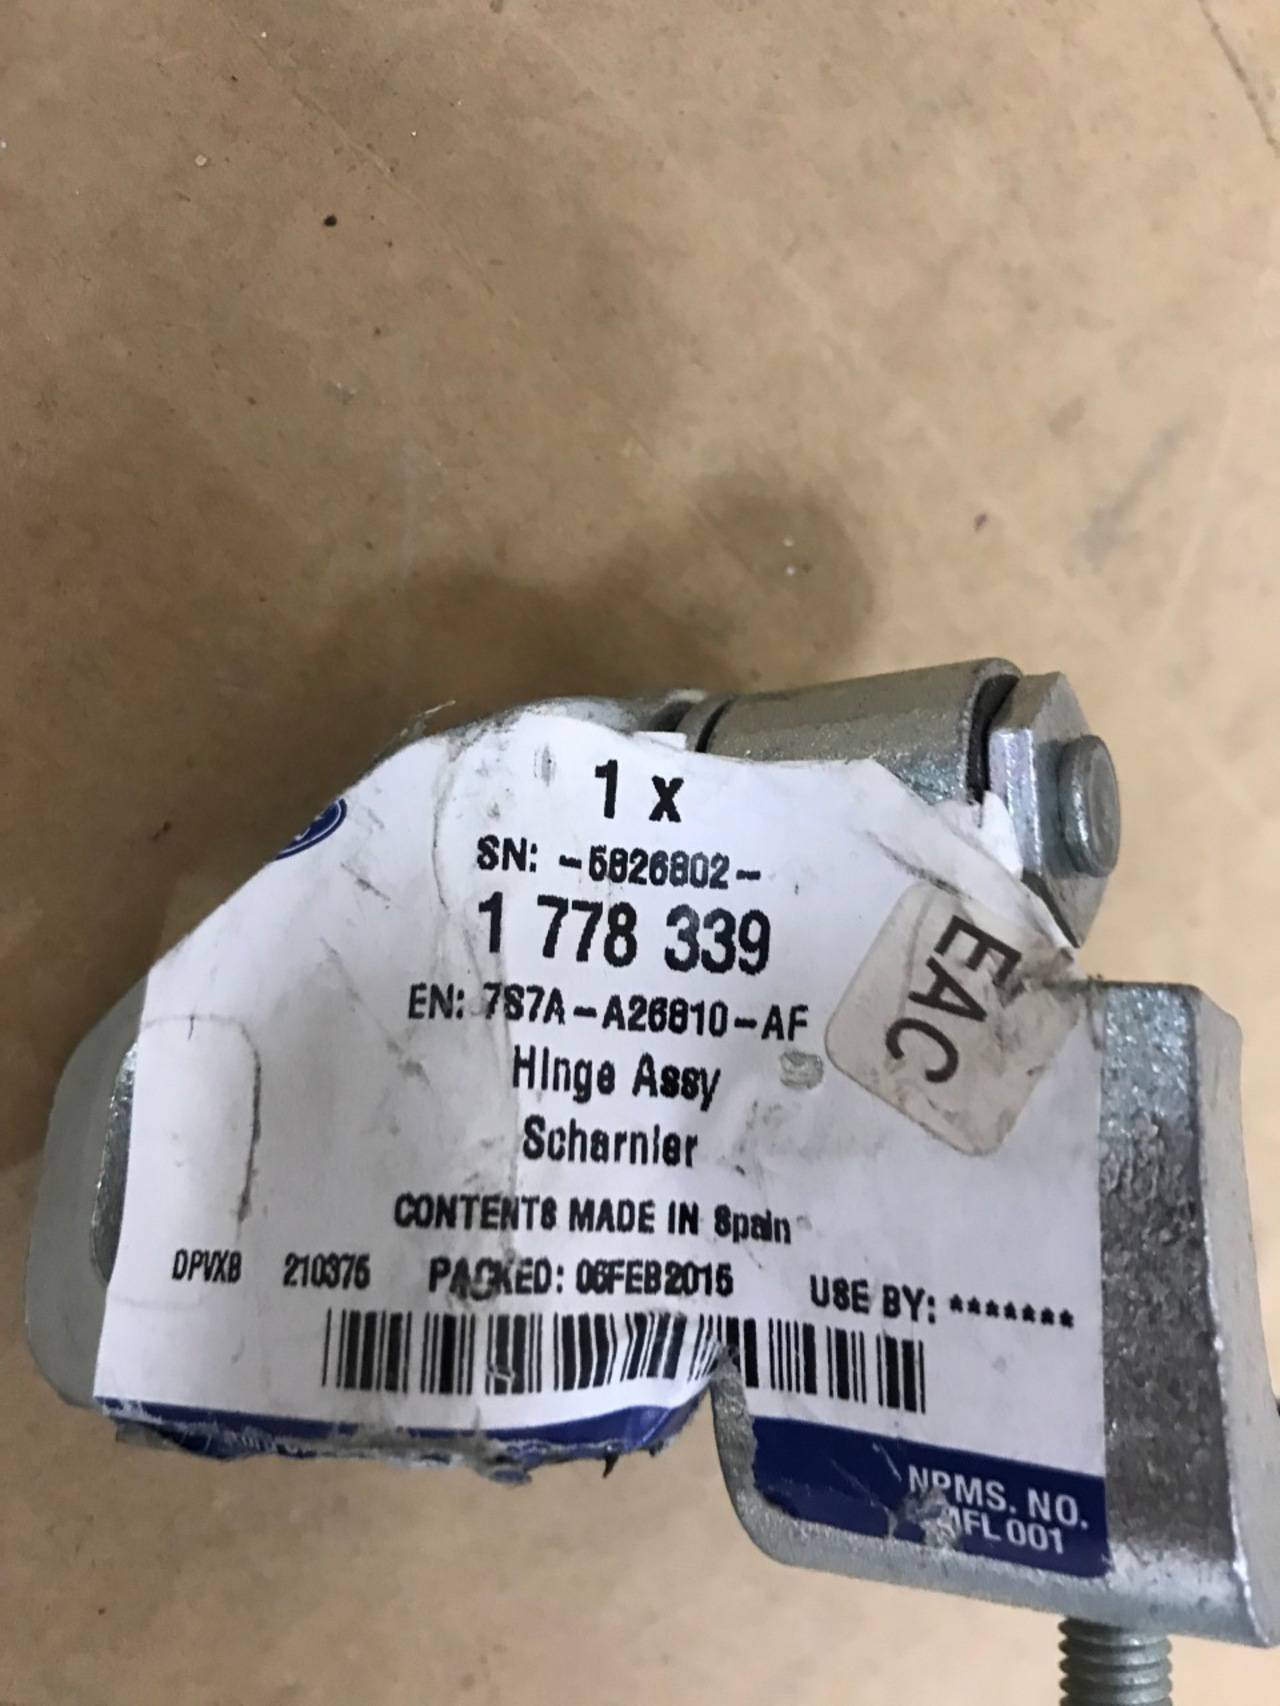 1 x
SN: -5826802-
1 778 339
EN: 7S7A-A26810-AF
Hinge Assy
Scharnier
EAC
CONTENTS MADE IN Spain
DPVXB 210375 PACKED: 06FEB2015 USE BY: *******
NPMS. NO.
001